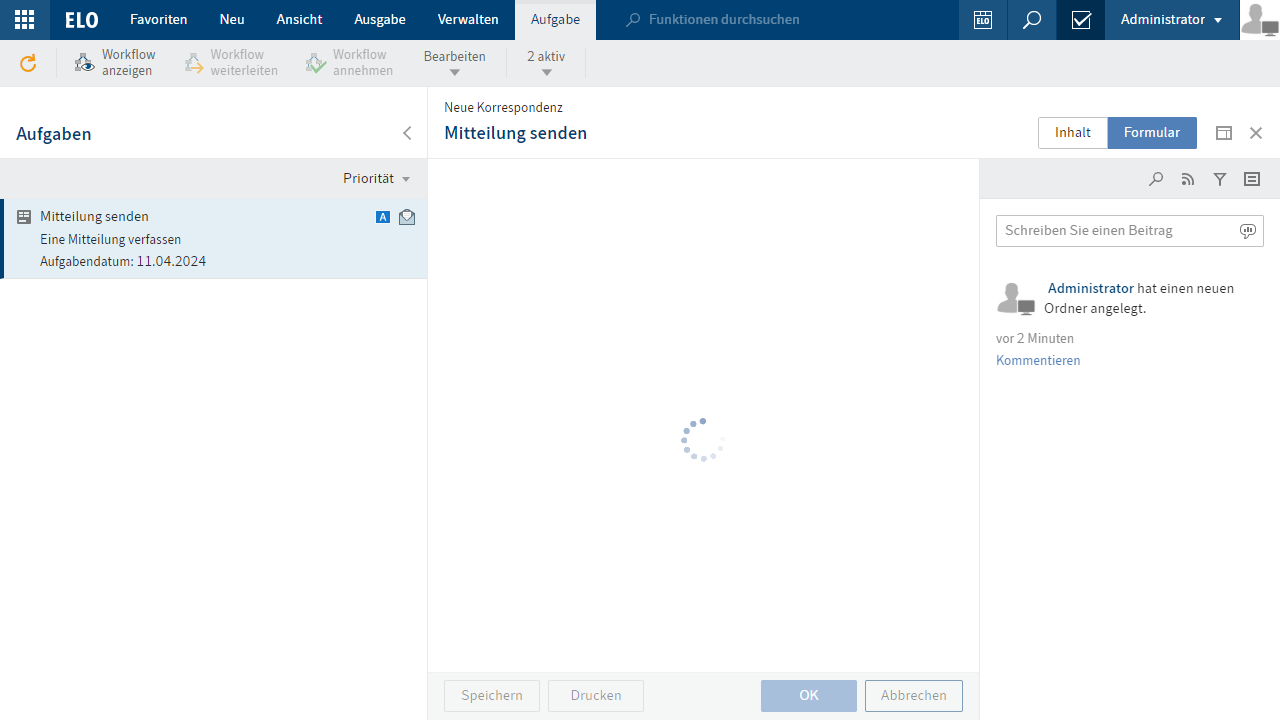 ELO
Favoriten
Neu
Ansicht
Ausgabe
Verwalten
Aufgabe
Funktionen durchsuchen
ELO
Administrator
Workflow
anzeigen
Workflow
weiterleiten
Workflow
annehmen
Bearbeiten
2 aktiv
Aufgaben
Priorität
Mitteilung senden
A
Eine Mitteilung verfassen
Aufgabendatum: 11.04.2024
Neue Korrespondenz
Mitteilung senden
Inhalt
Formular
Schreiben Sie einen Beitrag
Administrator hat einen neuen
Ordner angelegt.
vor 2 Minuten
Kommentieren
Speichern
Drucken
OK
Abbrechen